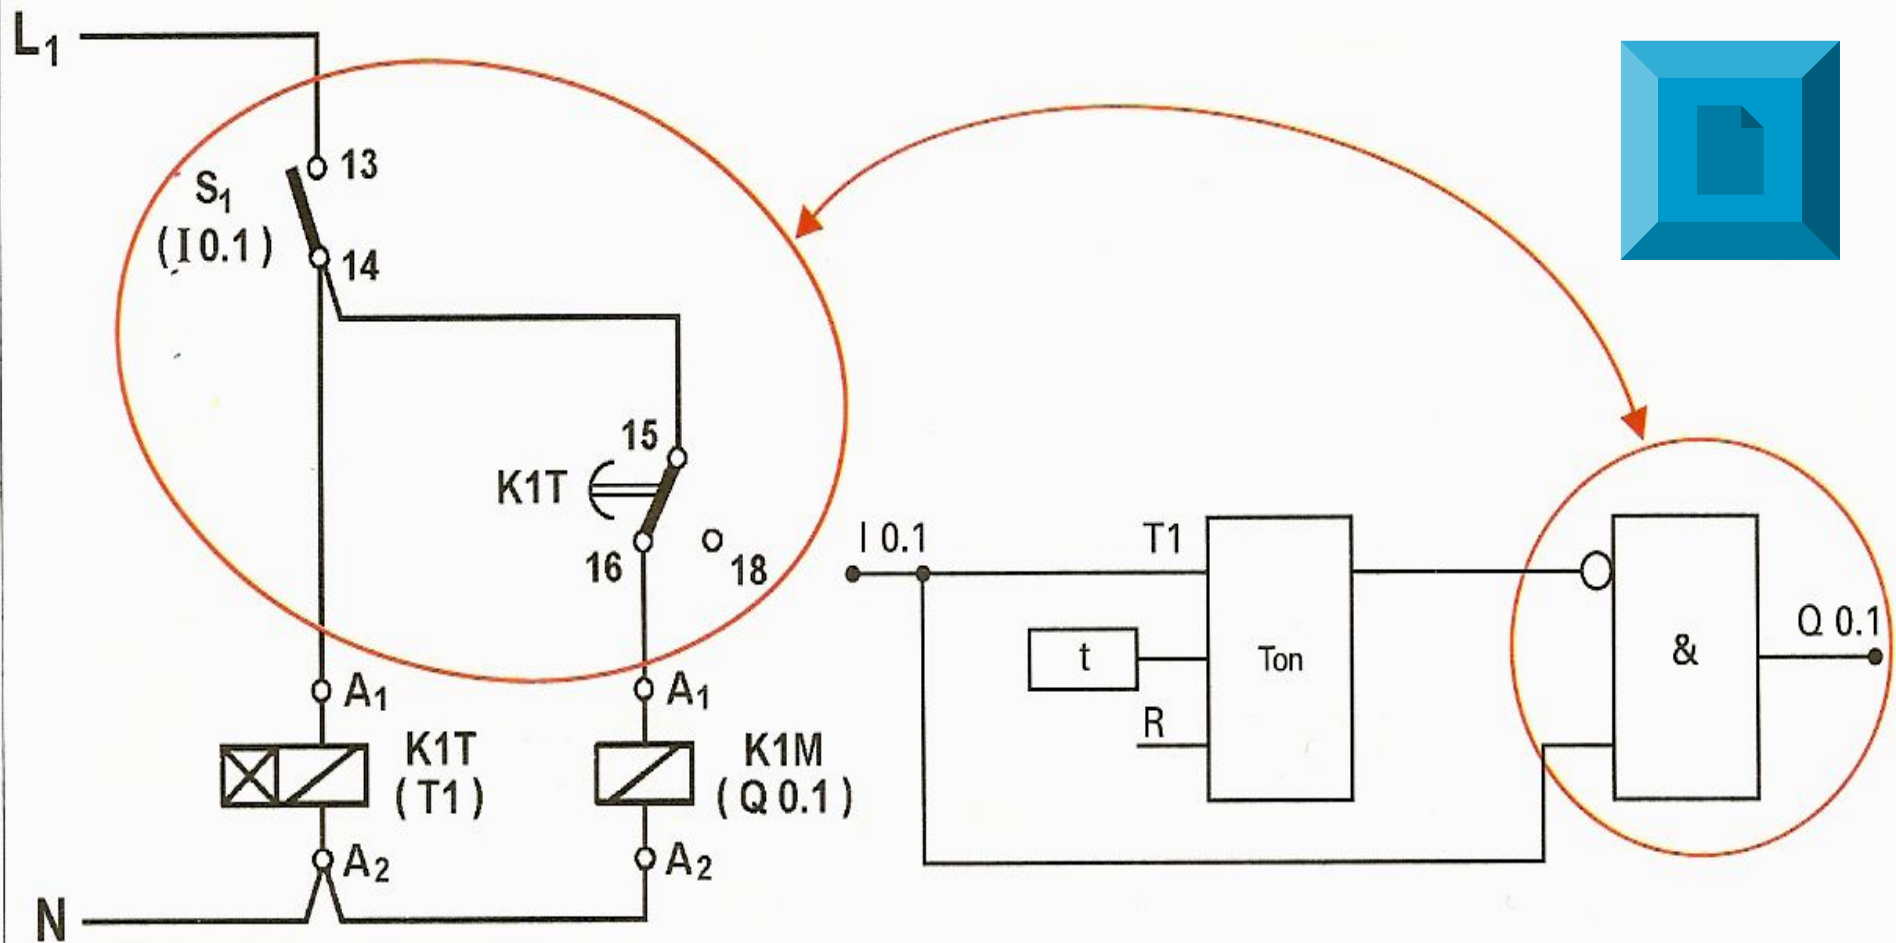 L1
13
S1
(I 0.1)
14
15
K1T
16
18
A1
A1
K1T
(T1)
K1M
(Q 0.1)
A2
A2
N
I 0.1
T1
t
Ton
R
&
Q 0.1